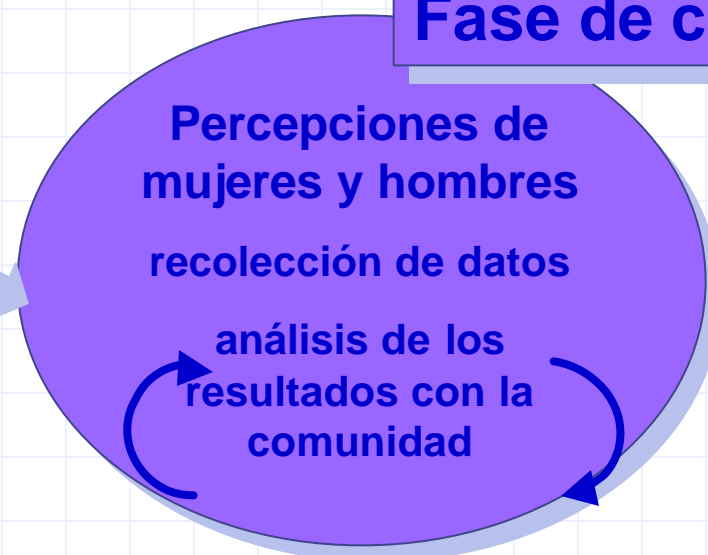 Fase de c
Percepciones de
mujeres y hombres
recolección de datos
análisis de los
resultados con la
comunidad